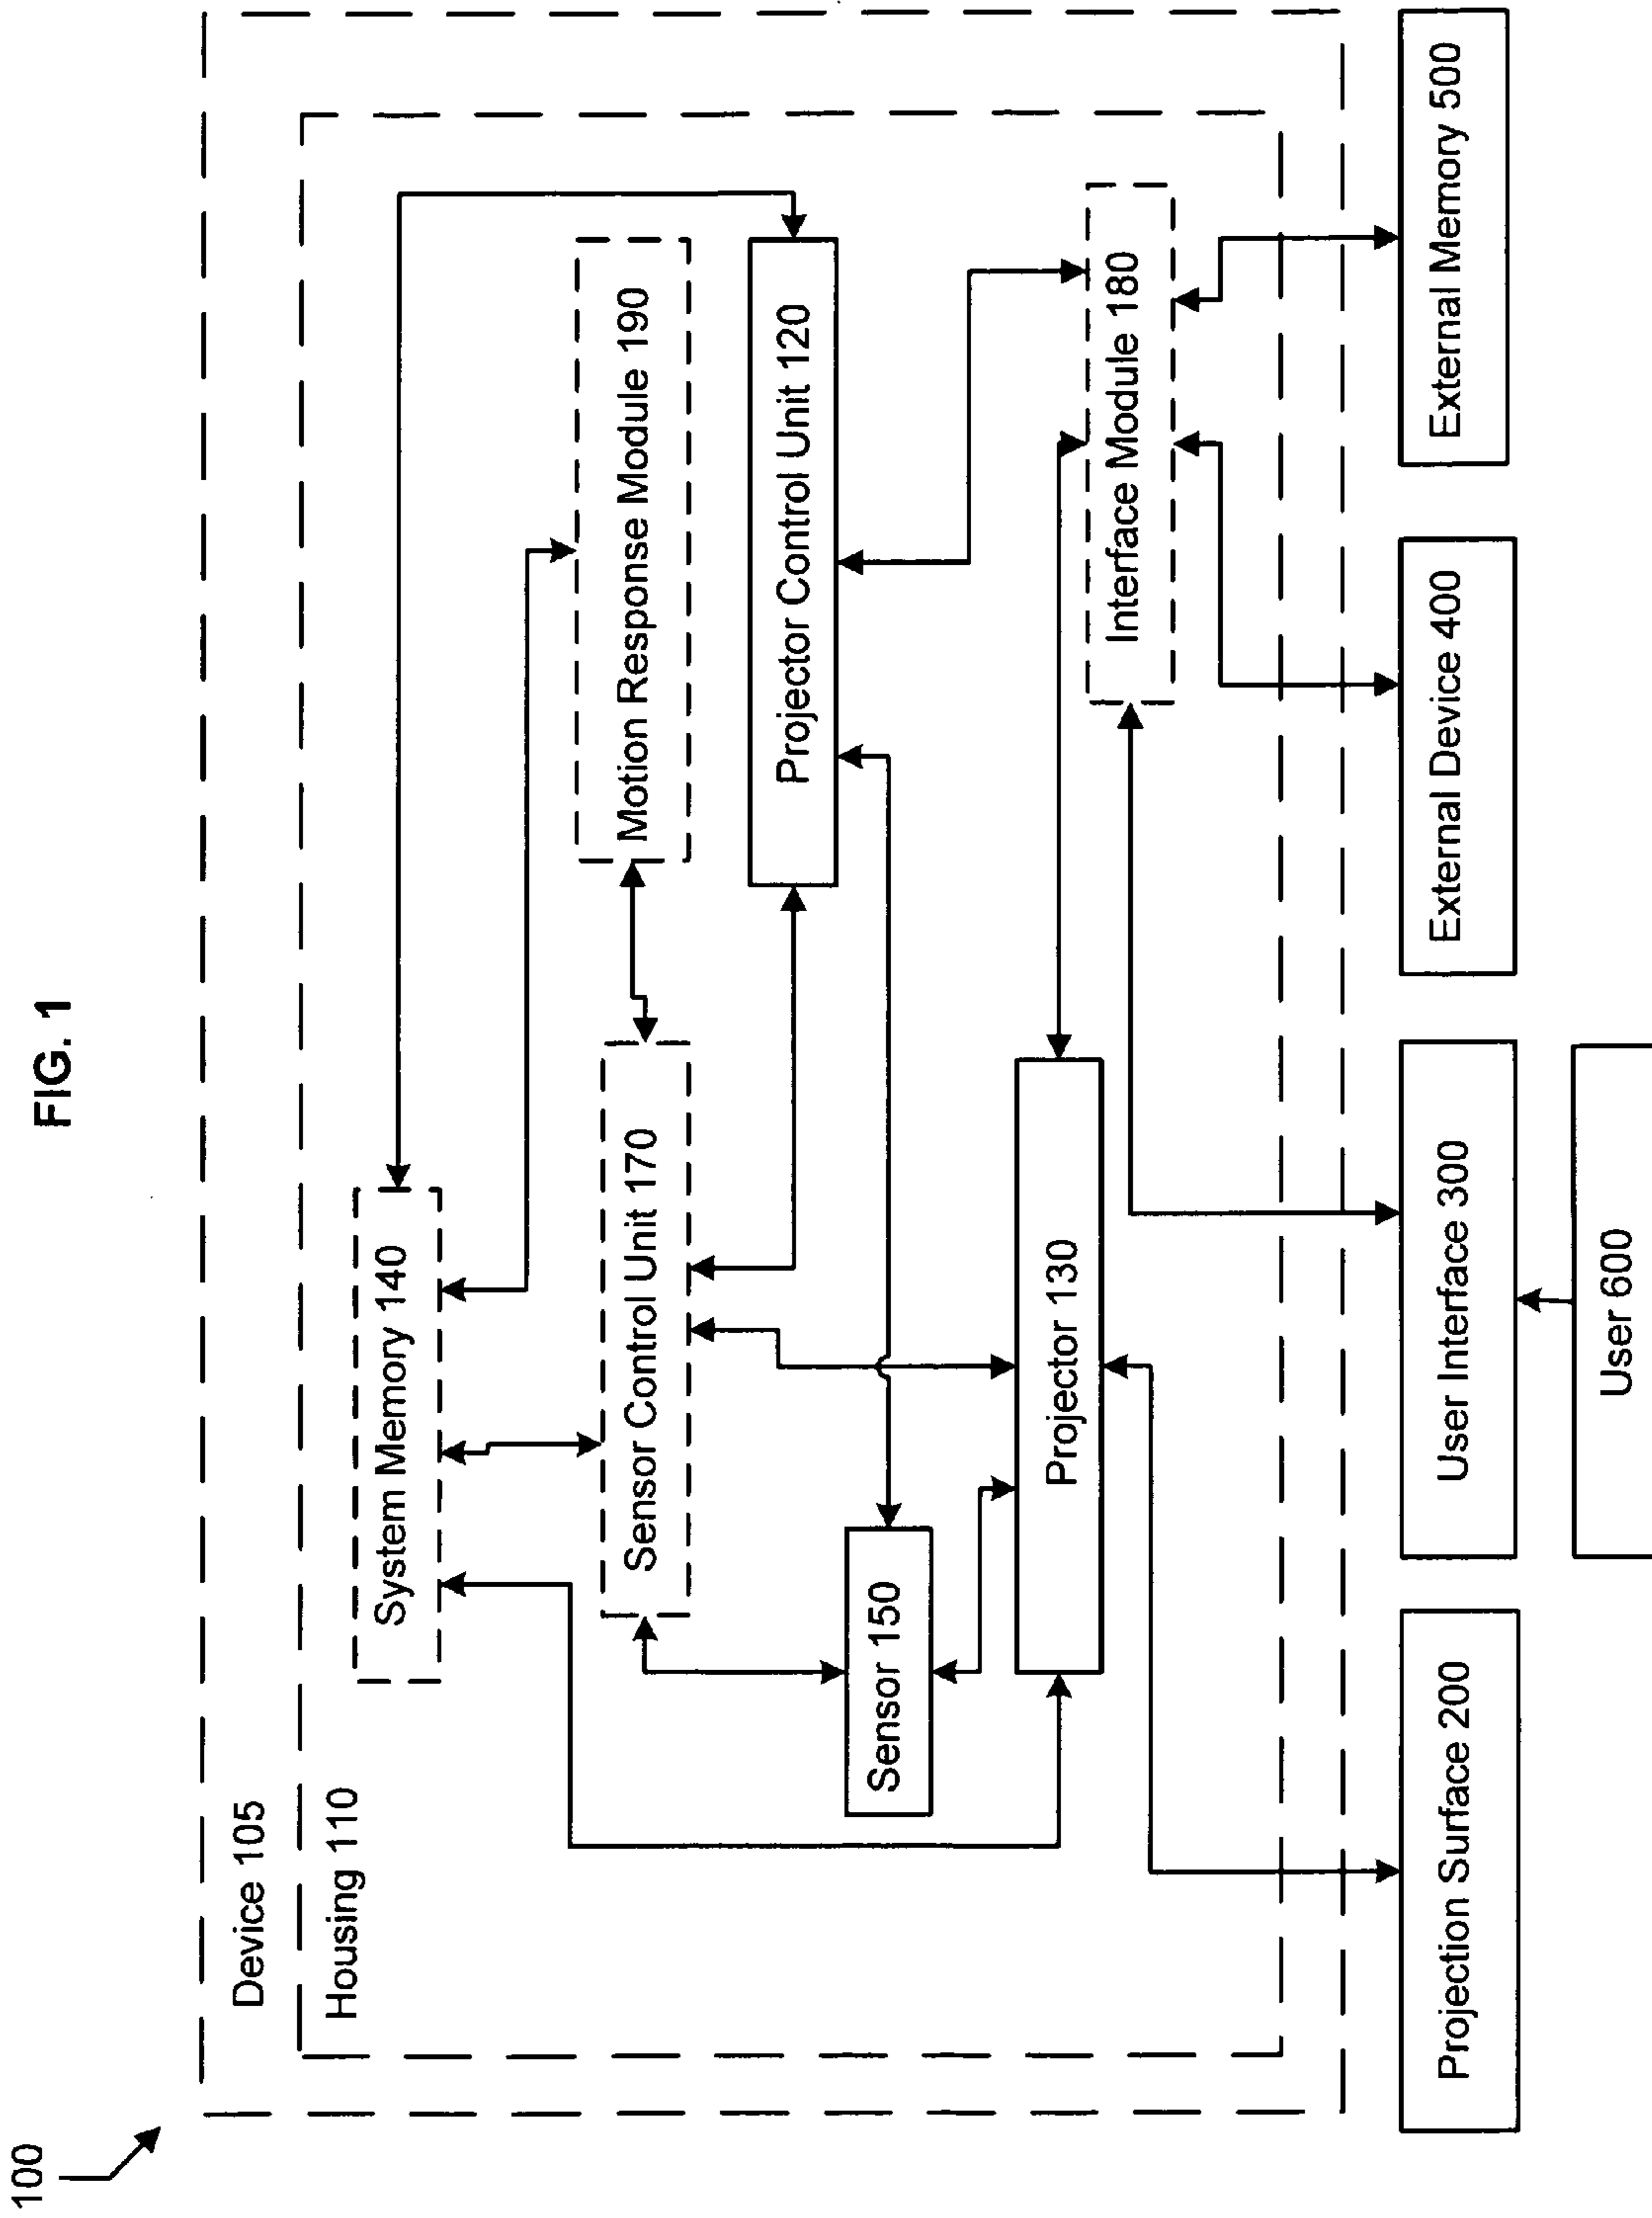 FIG. 1
100
Device 105
Housing 110
System Memory 140
Sensor Control Unit 170
Motion Response Module 190
Projector Control Unit 120
Sensor 150
Projector 130
Interface Module 180
Projection Surface 200
User Interface 300
External Device 400
External Memory 500
User 600